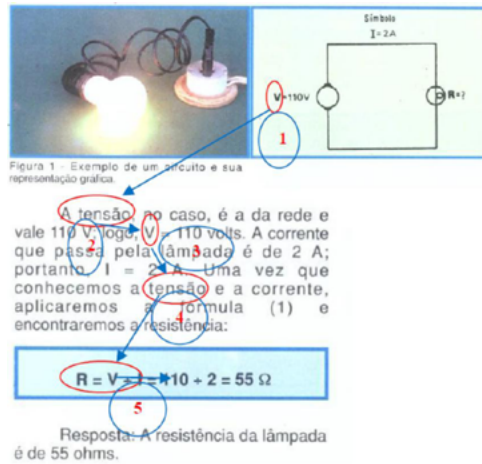 Símbolo
I=2A
V=110V
R=?
1
Figura 1 - Exemplo de um circuito e sua
representação gráfica.
A tensão, no caso, é a da rede e
vale 110 V; logo, V = 110 volts. A corrente
2
3
que passa pela lâmpada é de 2 A;
portanto, I = 2 A. Uma vez que
conhecemos a tensão e a corrente,
aplicaremos a fórmula (1) e
4
encontraremos a resistência:
R = V ÷ I = 110 ÷ 2 = 55 Ω
5
Resposta: A resistência da lâmpada
é de 55 ohms.